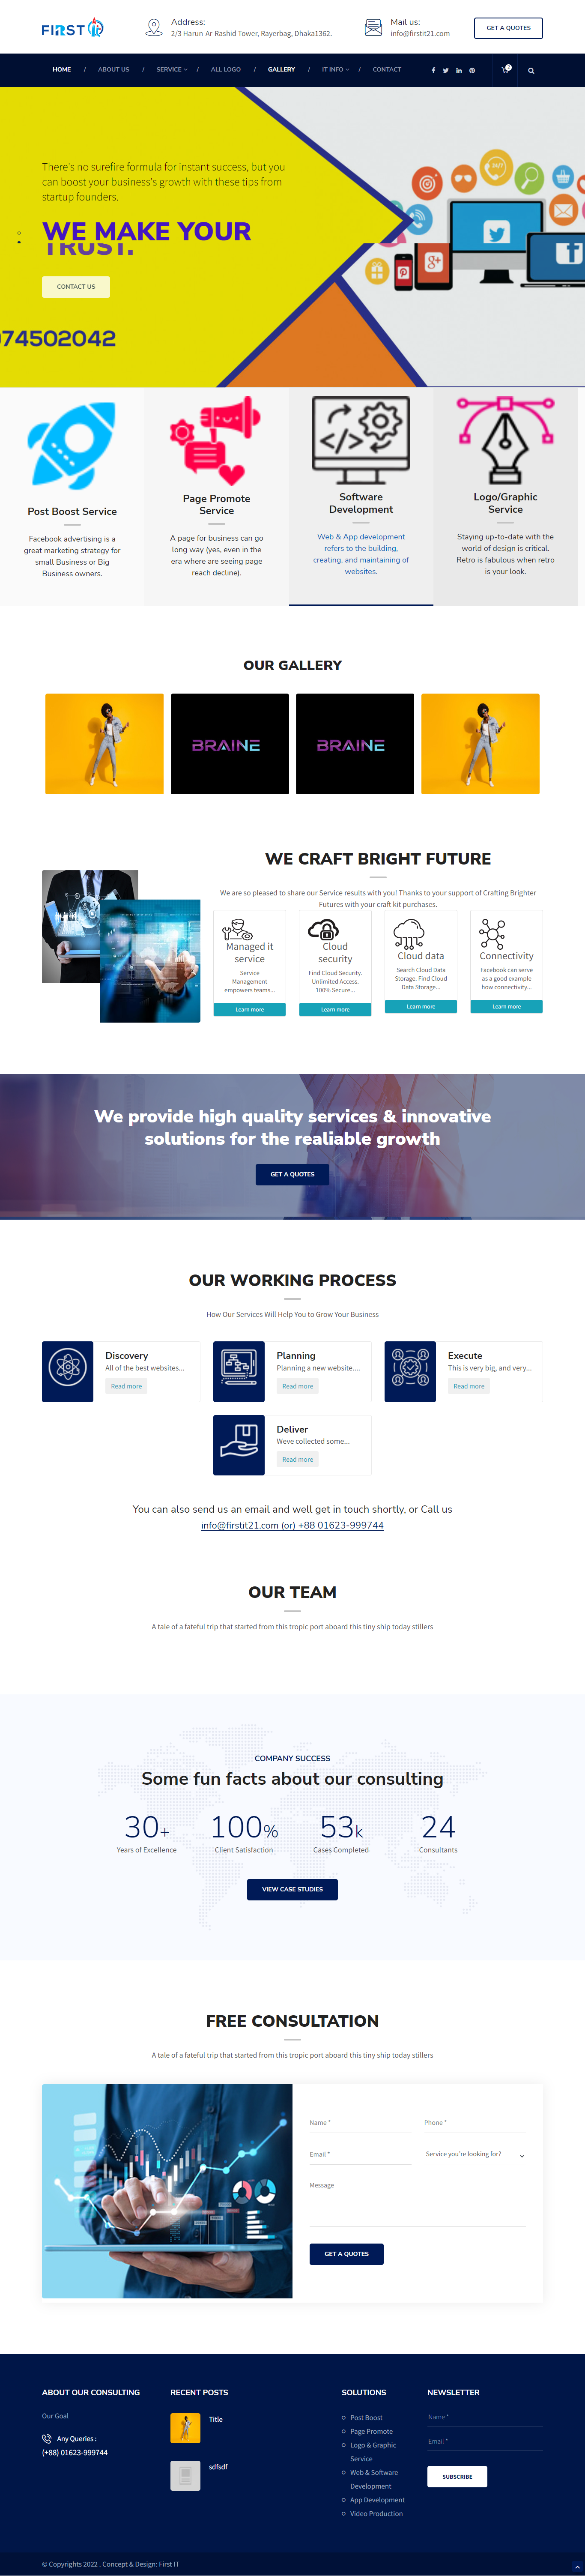 FIRST it
Address:
2/3 Harun-Ar-Rashid Tower, Rayerbag, Dhaka1362.
Mail us:
info@firstit21.com
GET A QUOTES
HOME / ABOUT US / SERVICE / ALL LOGO / GALLERY / IT INFO / CONTACT
There's no surefire formula for instant success, but you
can boost your business's growth with these tips from
startup founders.
WE MAKE YOUR
TRUST.
CONTACT US
74502042
24/7
Post Boost Service
Facebook advertising is a
great marketing strategy for
small Business or Big
Business owners.
Page Promote
Service
A page for business can go
long way (yes, even in the
era where are seeing page
reach decline).
Software
Development
Web & App development
refers to the building,
creating, and maintaining of
websites.
Logo/Graphic
Service
Staying up-to-date with the
world of design is critical.
Retro is fabulous when retro
is your look.
OUR GALLERY
BRAINE
BRAINE
WE CRAFT BRIGHT FUTURE
We are so pleased to share our Service results with you! Thanks to your support of Crafting Brighter
Futures with your craft kit purchases.
Managed it
service
Service
Management
empowers teams...
Learn more
Cloud
security
Find Cloud Security.
Unlimited Access.
100% Secure...
Learn more
Cloud data
Search Cloud Data
Storage. Find Cloud
Data Storage...
Learn more
Connectivity
Facebook can serve
as a good example
how connectivity...
Learn more
We provide high quality services & innovative
solutions for the realiable growth
GET A QUOTES
OUR WORKING PROCESS
How Our Services Will Help You to Grow Your Business
Discovery
All of the best websites...
Read more
Planning
Planning a new website....
Read more
Execute
This is very big, and very...
Read more
Deliver
Weve collected some...
Read more
You can also send us an email and well get in touch shortly, or Call us
info@firstit21.com (or) +88 01623-999744
OUR TEAM
A tale of a fateful trip that started from this tropic port aboard this tiny ship today stillers
COMPANY SUCCESS
Some fun facts about our consulting
30+
Years of Excellence
100%
Client Satisfaction
53k
Cases Completed
24
Consultants
VIEW CASE STUDIES
FREE CONSULTATION
A tale of a fateful trip that started from this tropic port aboard this tiny ship today stillers
Name *
Phone *
Email *
Service you're looking for?
Message
GET A QUOTES
ABOUT OUR CONSULTING
Our Goal
Any Queries :
(+88) 01623-999744
RECENT POSTS
Title
sdfsdf
SOLUTIONS
Post Boost
Page Promote
Logo & Graphic
Service
Web & Software
Development
App Development
Video Production
NEWSLETTER
Name *
Email *
SUBSCRIBE
© Copyrights 2022 . Concept & Design: First IT